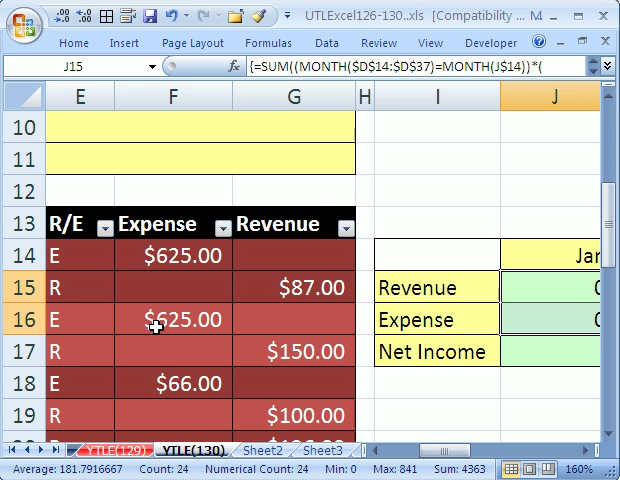 UTLExcel126-130..xls [Compatibility ... M
Home Insert Page Layout Formulas Data Review View Developer
J15 fx {=SUM((MONTH($D$14:$D$37)=MONTH(J$14))*(
E F G H I J
10
11
12
13 R/E Expense Revenue
14 E $625.00 Jan
15 R $87.00 Revenue 0
16 E $625.00 Expense 0
17 R $150.00 Net Income
18 E $66.00
19 R $100.00
YTLE(129) YTLE(130) Sheet2 Sheet3
Average: 181.7916667 Count: 24 Numerical Count: 24 Min: 0 Max: 841 Sum: 4363 160%